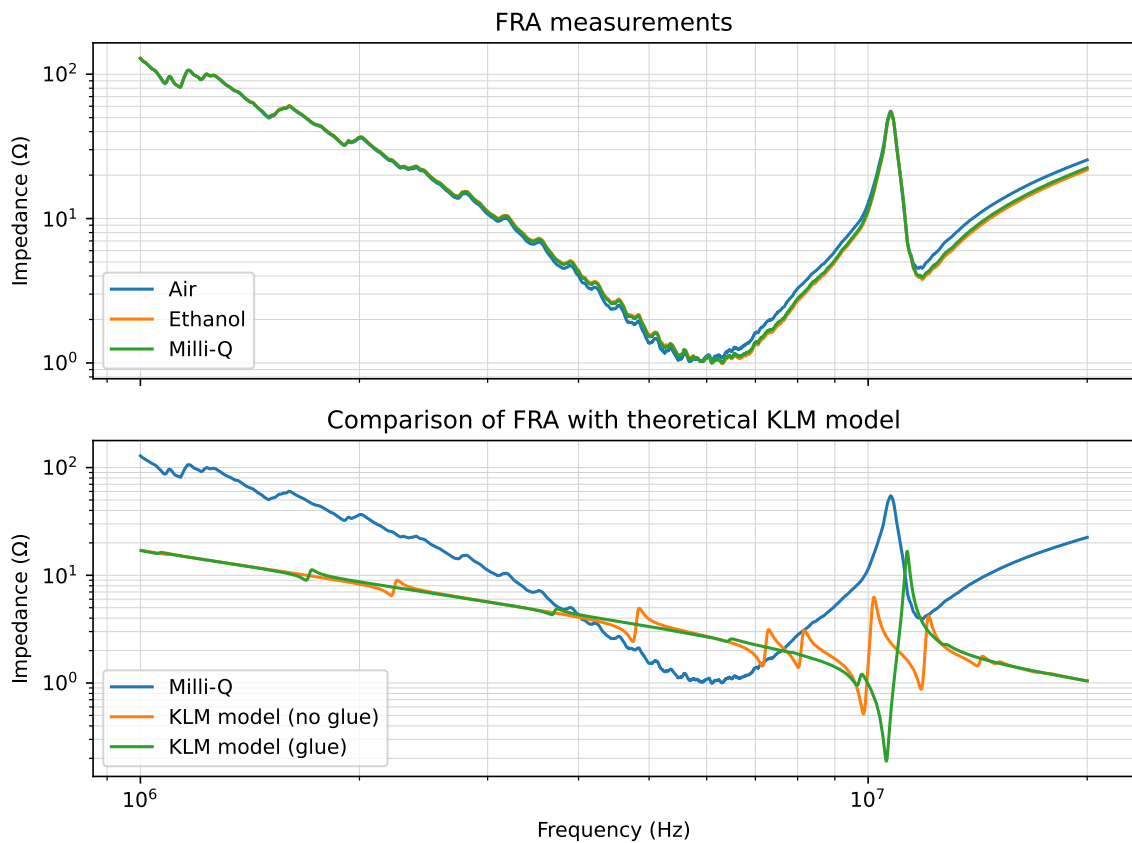 FRA measurements
10²
10¹
10⁰
Impedance (Ω)
Air
Ethanol
Milli-Q
Comparison of FRA with theoretical KLM model
10²
10¹
10⁰
Impedance (Ω)
Milli-Q
KLM model (no glue)
KLM model (glue)
10⁶
10⁷
Frequency (Hz)